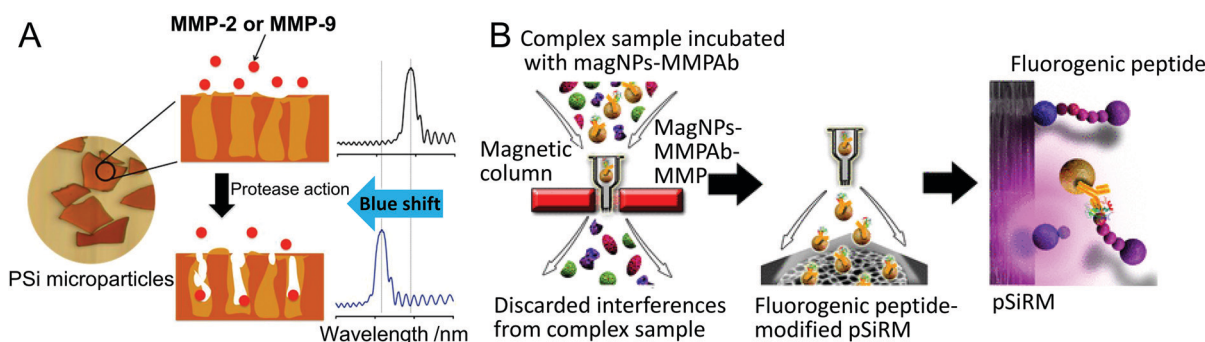 A
MMP-2 or MMP-9
Protease action
Blue shift
PSi microparticles
Wavelength /nm
B
Complex sample incubated
with magNPs-MMPAb
Magnetic
column
MagNPs-
MMPAb-
MMP
Discarded interferences
from complex sample
Fluorogenic peptide-
modified pSiRM
Fluorogenic peptide
pSiRM